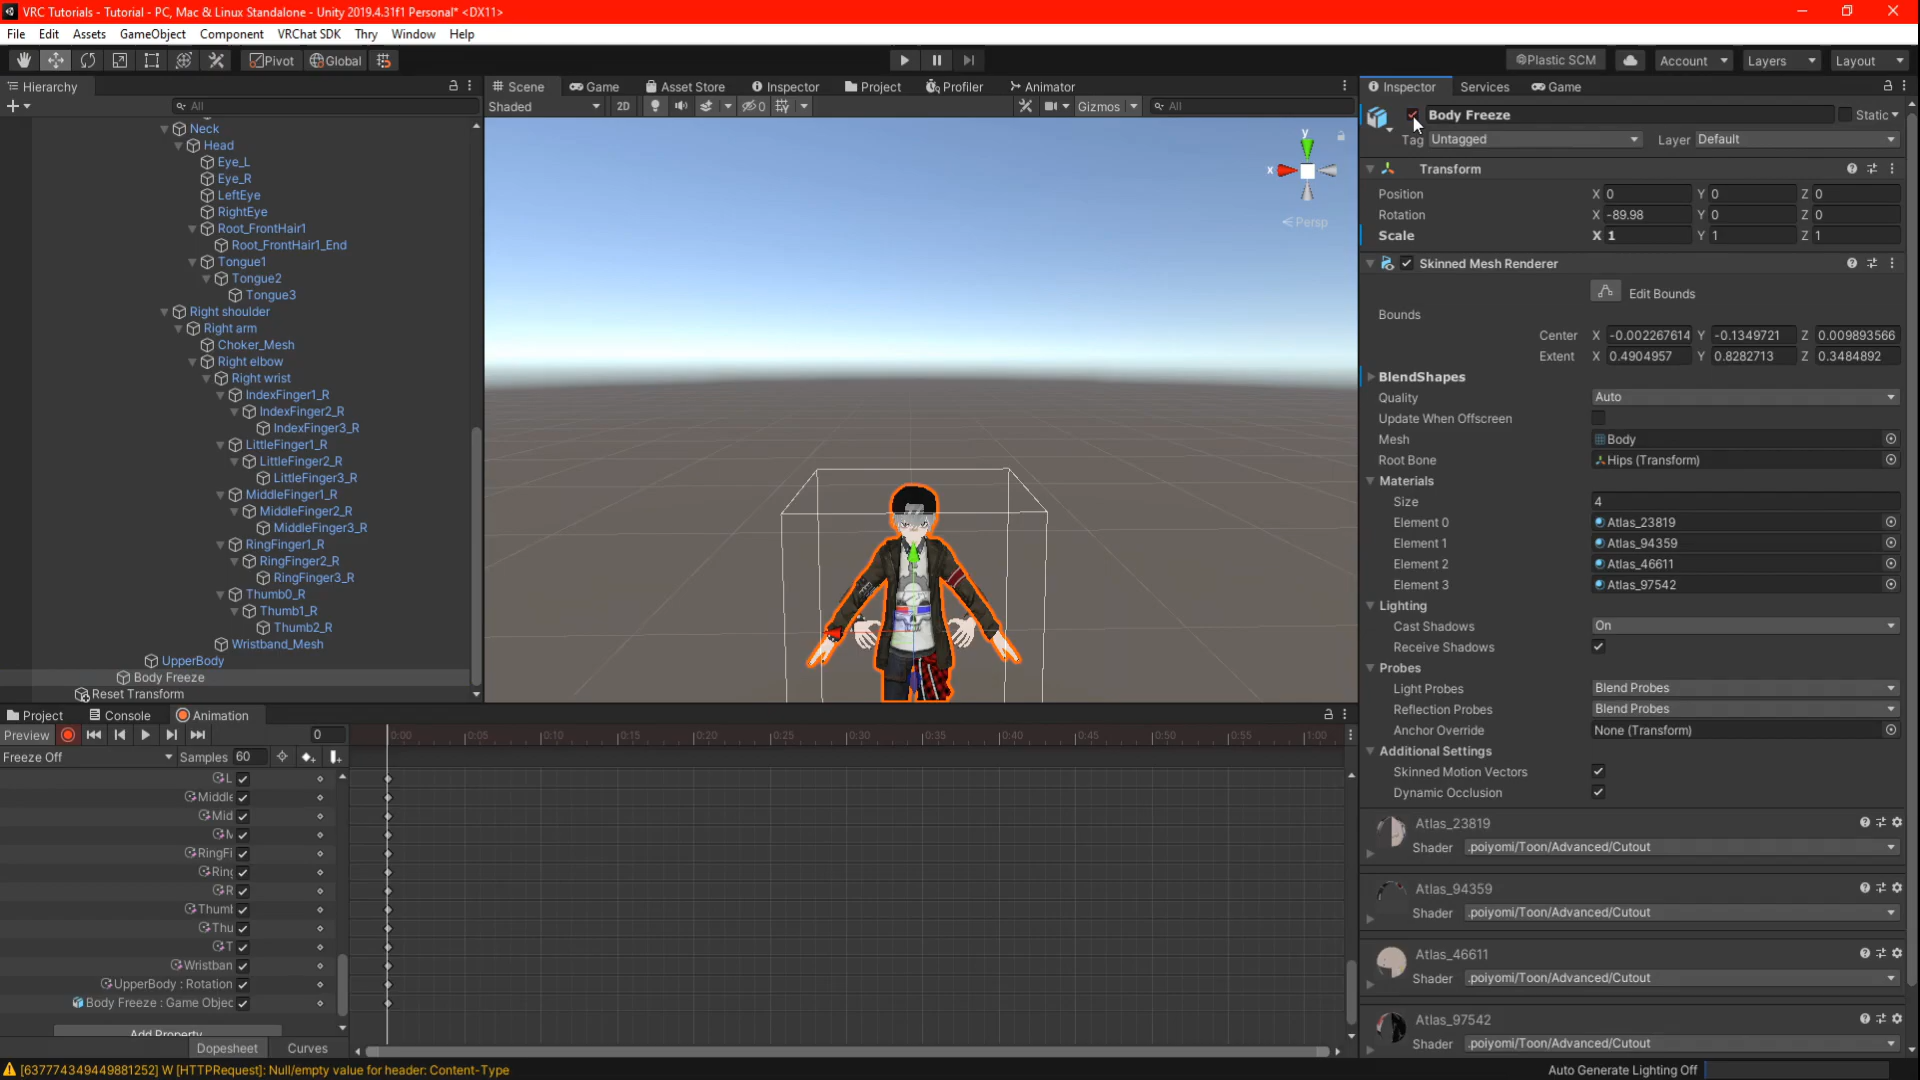 VRC Tutorials - Tutorial - PC, Mac & Linux Standalone - Unity 2019.4.31f1 Personal* <DX11>
File Edit Assets GameObject Component VRChat SDK Thry Window Help
Pivot Global Plastic SCM Account Layers Layout
Hierarchy
All
Neck
Head
Eye_L
Eye_R
LeftEye
RightEye
Root_FrontHair1
Root_FrontHair1_End
Tongue1
Tongue2
Tongue3
Right shoulder
Right arm
Choker_Mesh
Right elbow
Right wrist
IndexFinger1_R
IndexFinger2_R
IndexFinger3_R
LittleFinger1_R
LittleFinger2_R
LittleFinger3_R
MiddleFinger1_R
MiddleFinger2_R
MiddleFinger3_R
RingFinger1_R
RingFinger2_R
RingFinger3_R
Thumb0_R
Thumb1_R
Thumb2_R
Wristband_Mesh
UpperBody
Body Freeze
Reset Transform
Scene Game Asset Store Inspector Project Profiler Animator
Shaded 2D 0 Gizmos All
y
x
Persp
Inspector Services Game
Body Freeze Static
Tag Untagged Layer Default
Transform
Position X 0 Y 0 Z 0
Rotation X -89.98 Y 0 Z 0
Scale X 1 Y 1 Z 1
Skinned Mesh Renderer
Edit Bounds
Bounds
Center X -0.002267614 Y -0.1349721 Z 0.009893566
Extent X 0.4904957 Y 0.8282713 Z 0.3484892
BlendShapes
Quality Auto
Update When Offscreen
Mesh Body
Root Bone Hips (Transform)
Materials
Size 4
Element 0 Atlas_23819
Element 1 Atlas_94359
Element 2 Atlas_46611
Element 3 Atlas_97542
Lighting
Cast Shadows On
Receive Shadows
Probes
Light Probes Blend Probes
Reflection Probes Blend Probes
Anchor Override None (Transform)
Additional Settings
Skinned Motion Vectors
Dynamic Occlusion
Atlas_23819
Shader .poiyomi/Toon/Advanced/Cutout
Atlas_94359
Shader .poiyomi/Toon/Advanced/Cutout
Atlas_46611
Shader .poiyomi/Toon/Advanced/Cutout
Atlas_97542
Shader .poiyomi/Toon/Advanced/Cutout
Project Console Animation
Preview 0 0:00 0:05 0:10 0:15 0:20 0:25 0:30 0:35 0:40 0:45 0:50 0:55 1:00
Freeze Off Samples 60
L
Middle
Mid
M
RingFi
Ring
R
Thuml
Thu
T
Wristban
UpperBody : Rotation
Body Freeze : Game Objec
Add Property
Dopesheet Curves
[637774349449881252] W [HTTPRequest]: Null/empty value for header: Content-Type
Auto Generate Lighting Off